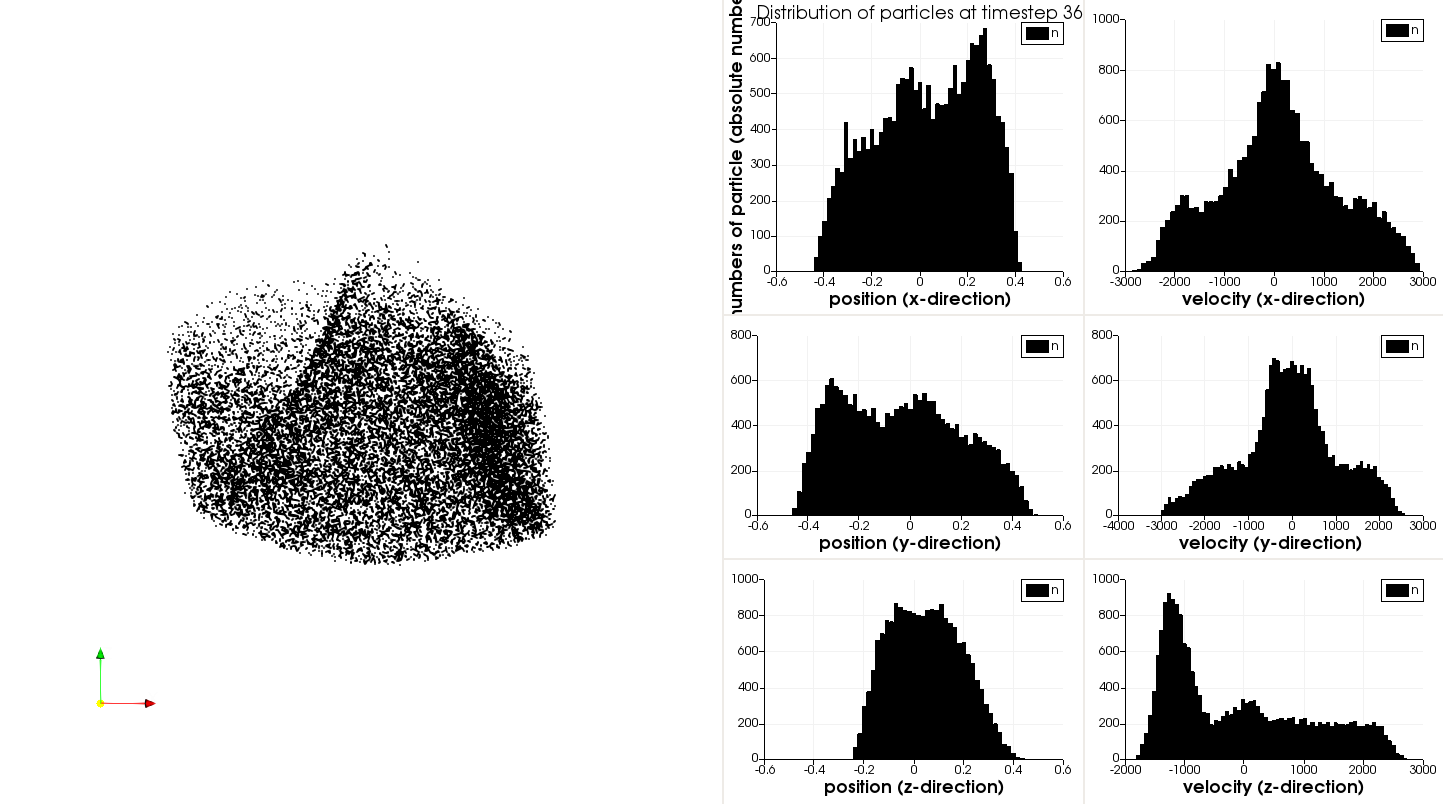 Distribution of particles at timestep 36
numbers of particle (absolute numbe
700
600
500
400
300
200
100
0
-0.6 -0.4 -0.2 0 0.2 0.4 0.6
position (x-direction)
n
1000
800
600
400
200
0
-3000 -2000 -1000 0 1000 2000 3000
velocity (x-direction)
n
800
600
400
200
0
-0.6 -0.4 -0.2 0 0.2 0.4 0.6
position (y-direction)
n
800
600
400
200
0
-4000 -3000 -2000 -1000 0 1000 2000 3000
velocity (y-direction)
n
1000
800
600
400
200
0
-0.6 -0.4 -0.2 0 0.2 0.4 0.6
position (z-direction)
n
1000
800
600
400
200
0
-2000 -1000 0 1000 2000 3000
velocity (z-direction)
n